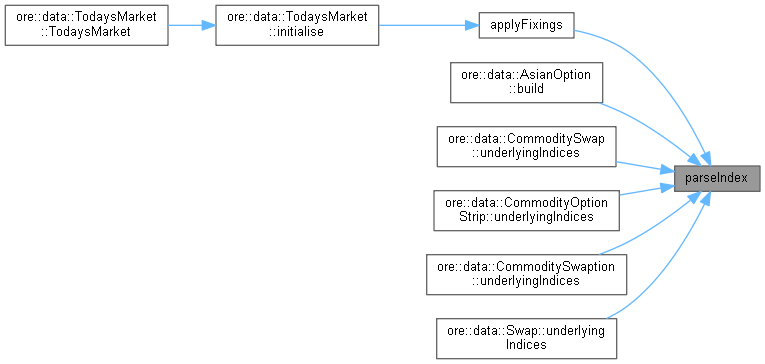 ore::data::TodaysMarket
::TodaysMarket
ore::data::TodaysMarket
::initialise
applyFixings
ore::data::AsianOption
::build
ore::data::CommoditySwap
::underlyingIndices
parseIndex
ore::data::CommodityOption
Strip::underlyingIndices
ore::data::CommoditySwaption
::underlyingIndices
ore::data::Swap::underlying
Indices